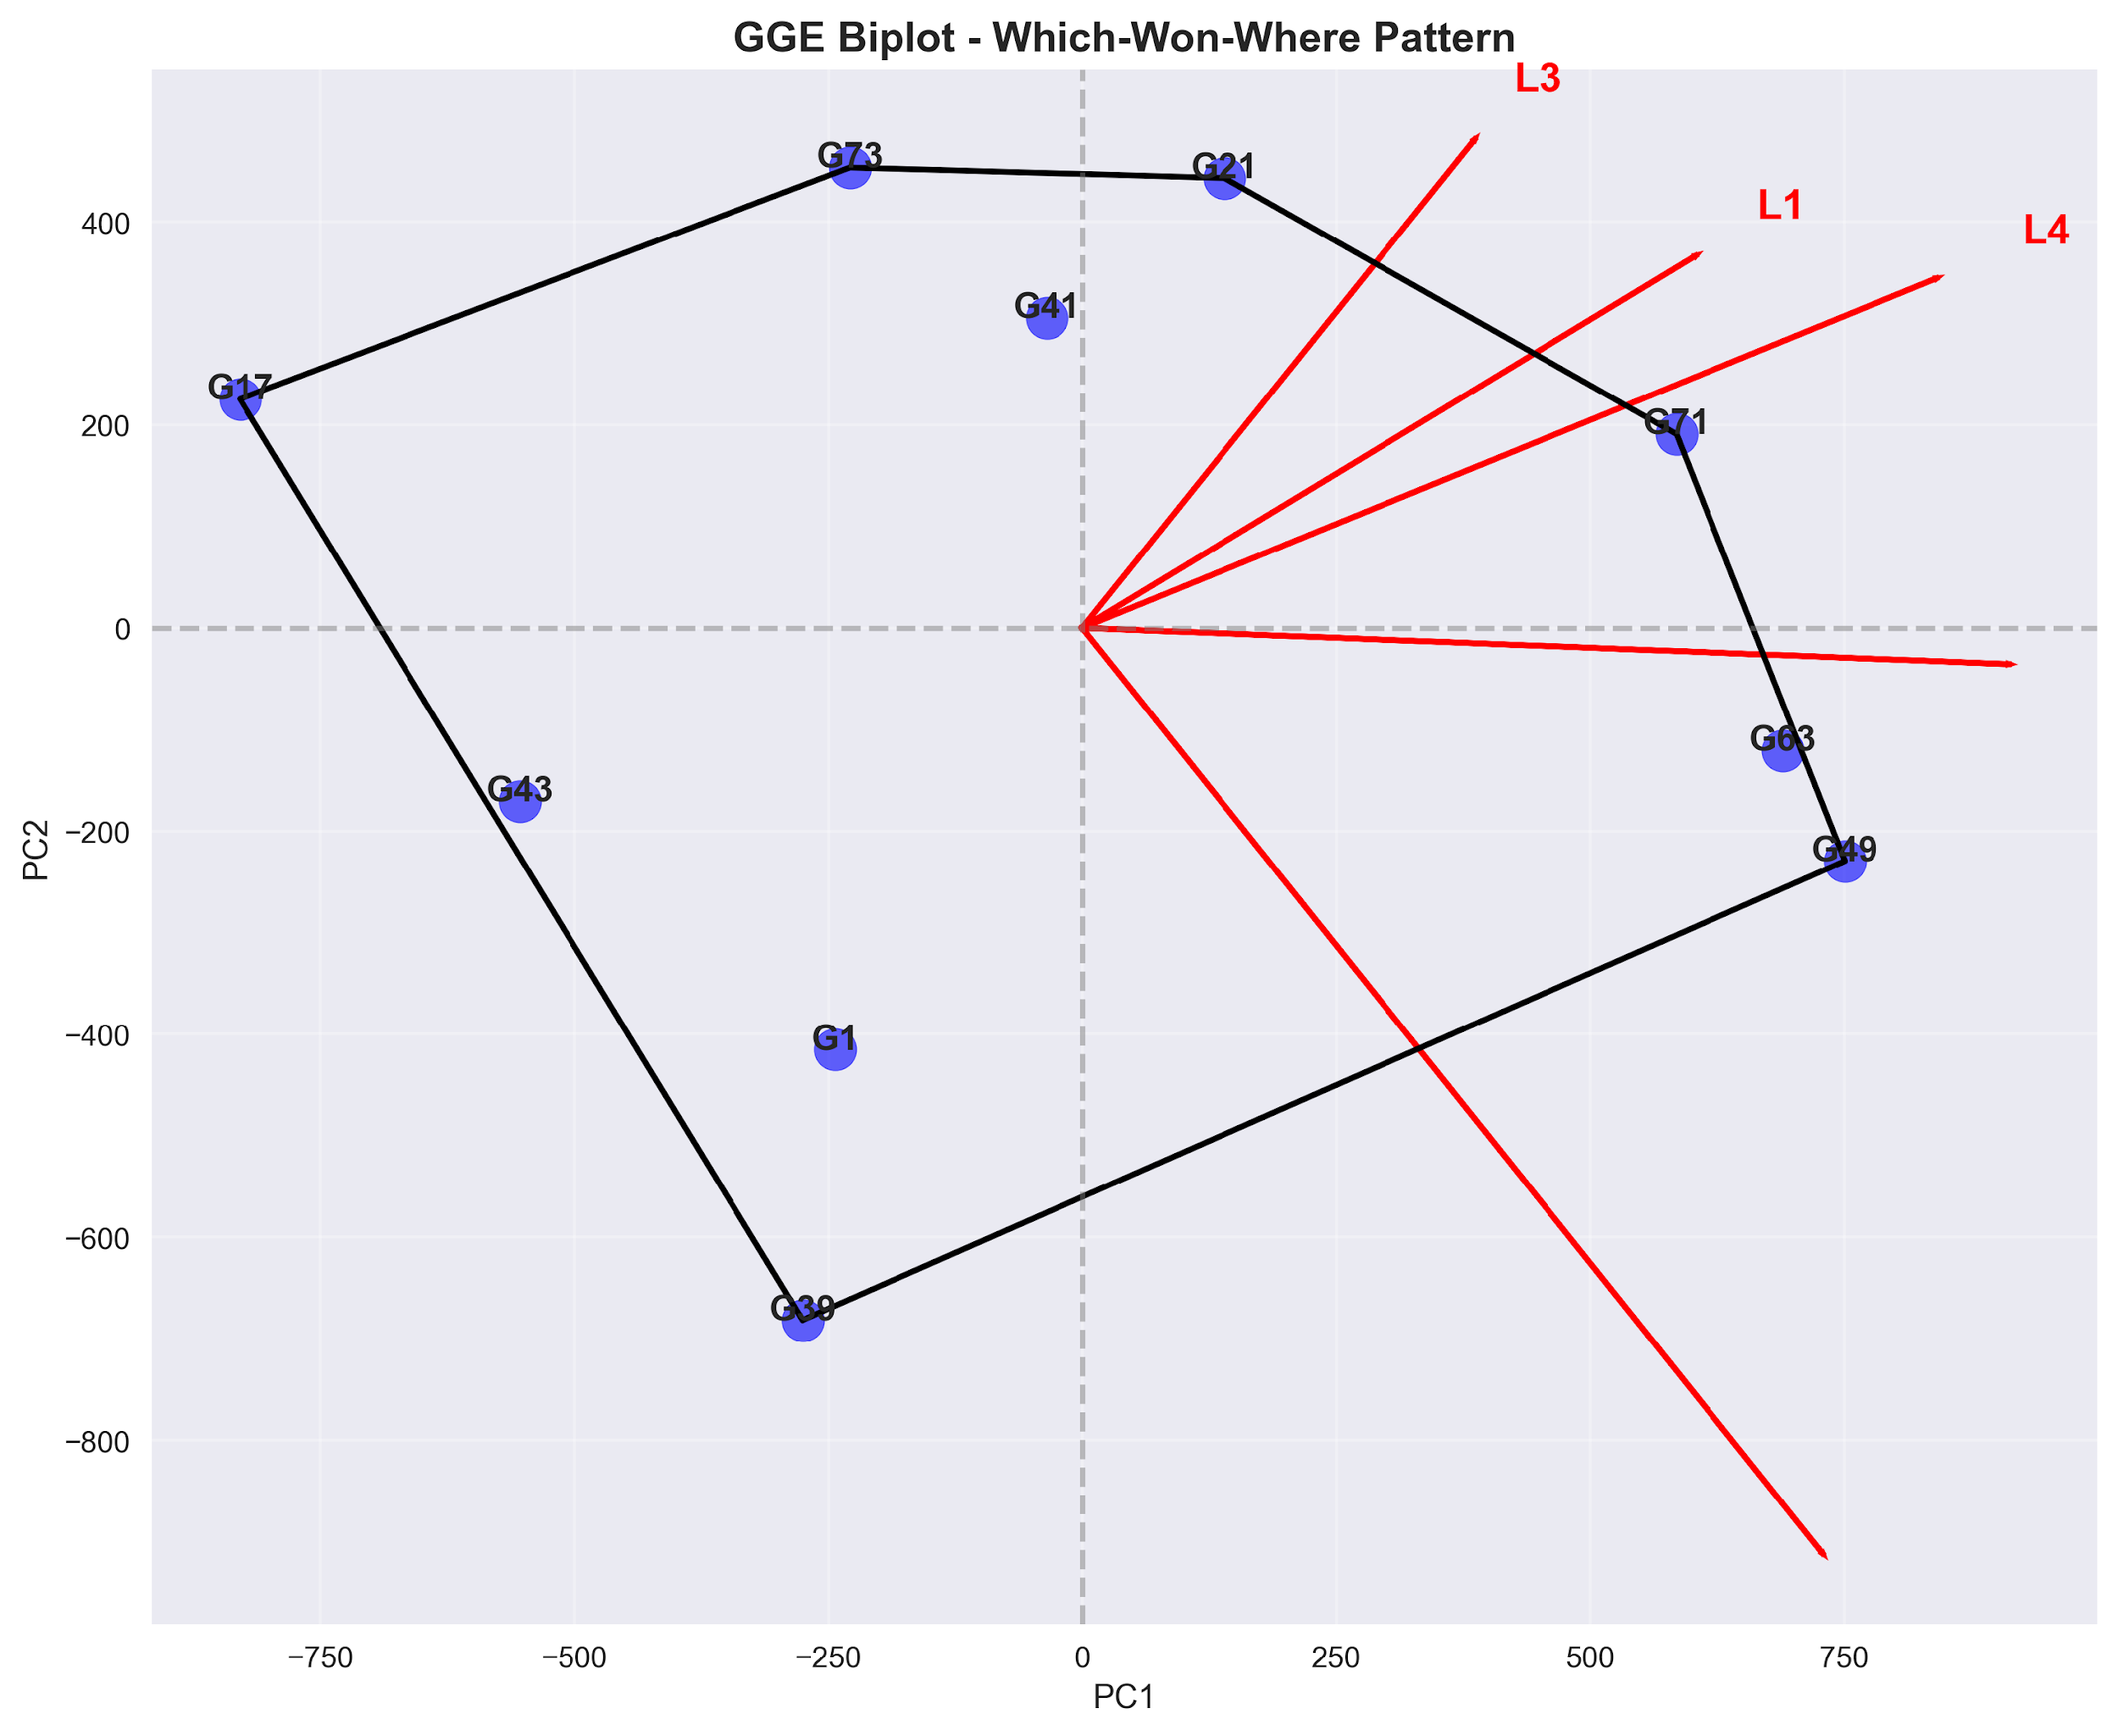 GGE Biplot - Which-Won-Where Pattern
L3
G73
G21
L1
L4
400
G41
G17
G71
200
0
G63
G43
−200
G49
PC2
G1
−400
G39
−600
−800
−750
−500
−250
0
250
500
750
PC1